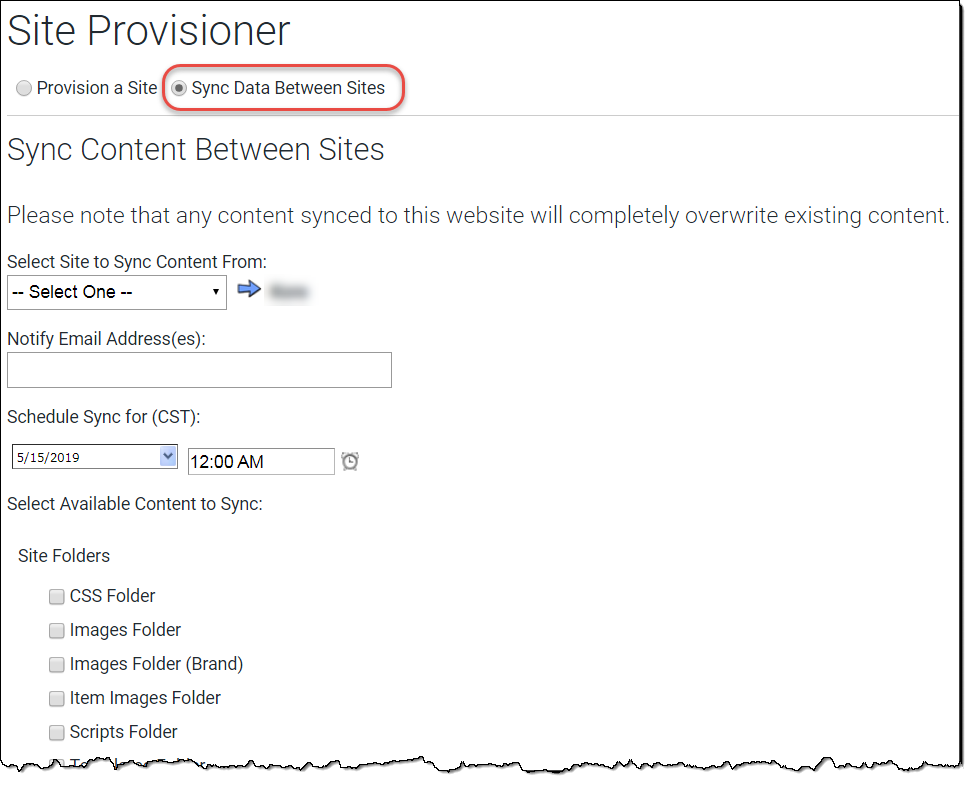 Site Provisioner
Provision a Site Sync Data Between Sites
Sync Content Between Sites
Please note that any content synced to this website will completely overwrite existing content.
Select Site to Sync Content From:
-- Select One --
Notify Email Address(es):
Schedule Sync for (CST):
5/15/2019 12:00 AM
Select Available Content to Sync:
Site Folders
CSS Folder
Images Folder
Images Folder (Brand)
Item Images Folder
Scripts Folder